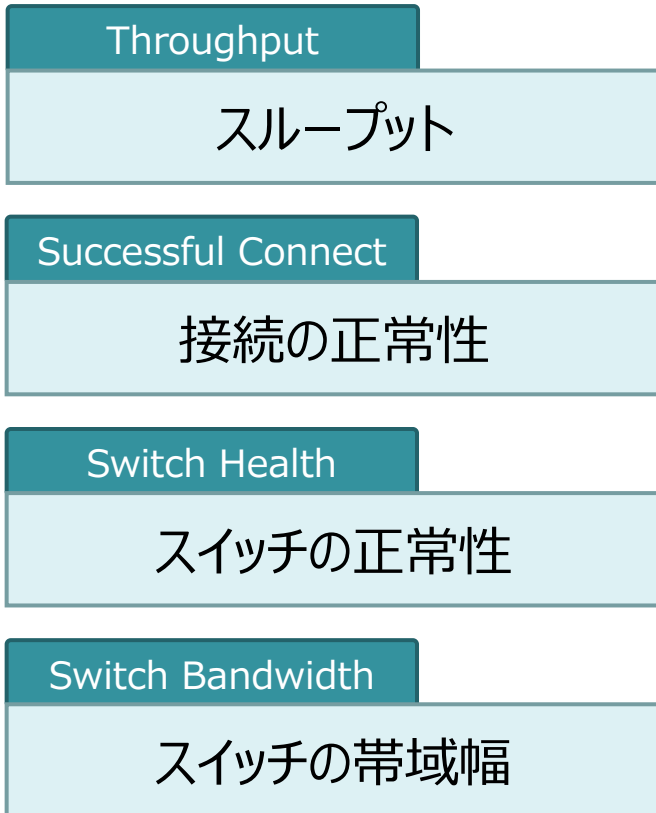 Throughput
スループット
Successful Connect
接続の正常性
Switch Health
スイッチの正常性
Switch Bandwidth
スイッチの帯域幅